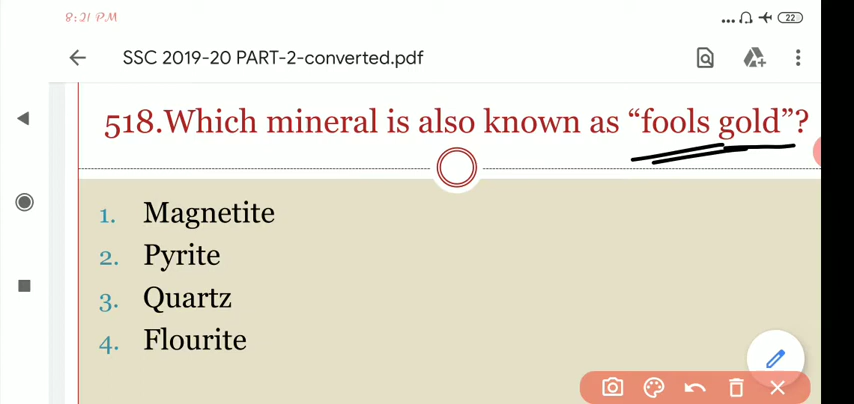 8:21 PM
22
SSC 2019-20 PART-2-converted.pdf
518.Which mineral is also known as “fools gold”?
1. Magnetite
2. Pyrite
3. Quartz
4. Flourite